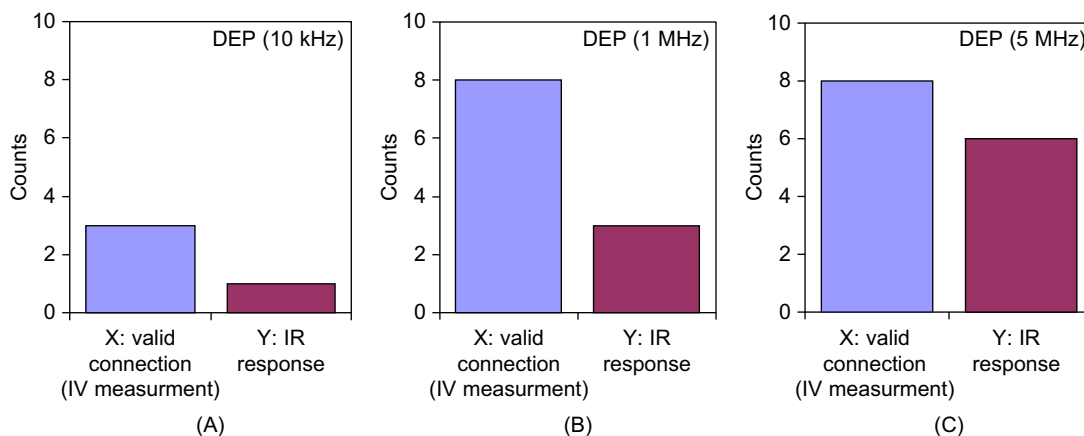 10
8
6
4
2
0
Counts
DEP (10 kHz)
X: valid
connection
(IV measurment)
Y: IR
response
(A)
10
8
6
4
2
0
Counts
DEP (1 MHz)
X: valid
connection
(IV measurment)
Y: IR
response
(B)
10
8
6
4
2
0
Counts
DEP (5 MHz)
X: valid
connection
(IV measurment)
Y: IR
response
(C)